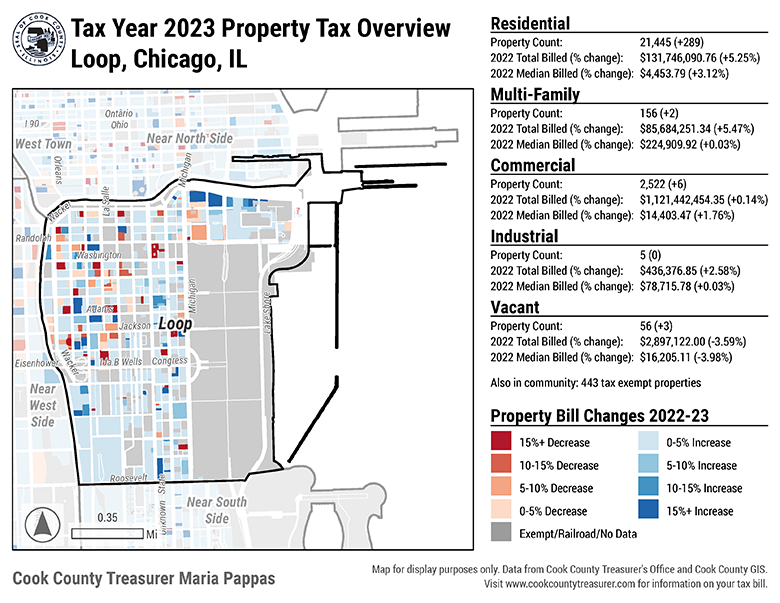 Tax Year 2023 Property Tax Overview
Loop, Chicago, IL
Residential
Property Count: 21,445 (+289)
2022 Total Billed (% change): $131,746,090.76 (+5.25%)
2022 Median Billed (% change): $4,453.79 (+3.12%)
Multi-Family
Property Count: 156 (+2)
2022 Total Billed (% change): $85,684,251.34 (+5.47%)
2022 Median Billed (% change): $224,909.92 (+0.03%)
Commercial
Property Count: 2,522 (+6)
2022 Total Billed (% change): $1,121,442,454.35 (+0.14%)
2022 Median Billed (% change): $14,403.47 (+1.76%)
Industrial
Property Count: 5 (0)
2022 Total Billed (% change): $436,376.85 (+2.58%)
2022 Median Billed (% change): $78,715.78 (+0.03%)
Vacant
Property Count: 56 (+3)
2022 Total Billed (% change): $2,897,122.00 (-3.59%)
2022 Median Billed (% change): $16,205.11 (-3.98%)
Also in community: 443 tax exempt properties
Property Bill Changes 2022-23
15%+ Decrease
10-15% Decrease
5-10% Decrease
0-5% Decrease
Exempt/Railroad/No Data
0-5% Increase
5-10% Increase
10-15% Increase
15%+ Increase
Ontario
Ohio
I 90
West Town
Near North Side
Orleans
Michigan
LaSalle
Wacker
Randolph
Washington
Michigan
Adams
Jackson
Loop
Lake Shore
Wacker
Eisenhower
Ida B Wells
Congress
Near
West
Side
Roosevelt
State
Unknown
Near South
Side
0.35
Mi
Cook County Treasurer Maria Pappas
Map for display purposes only. Data from Cook County Treasurer's Office and Cook County GIS.
Visit www.cookcountytreasurer.com for information on your tax bill.